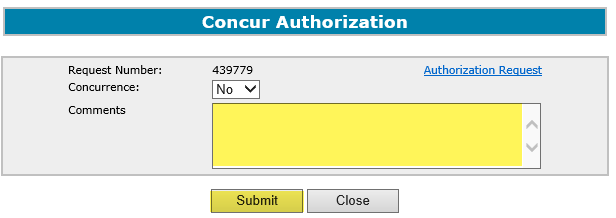 Concur Authorization
Request Number: 439779 Authorization Request
Concurrence: No
Comments
Submit Close